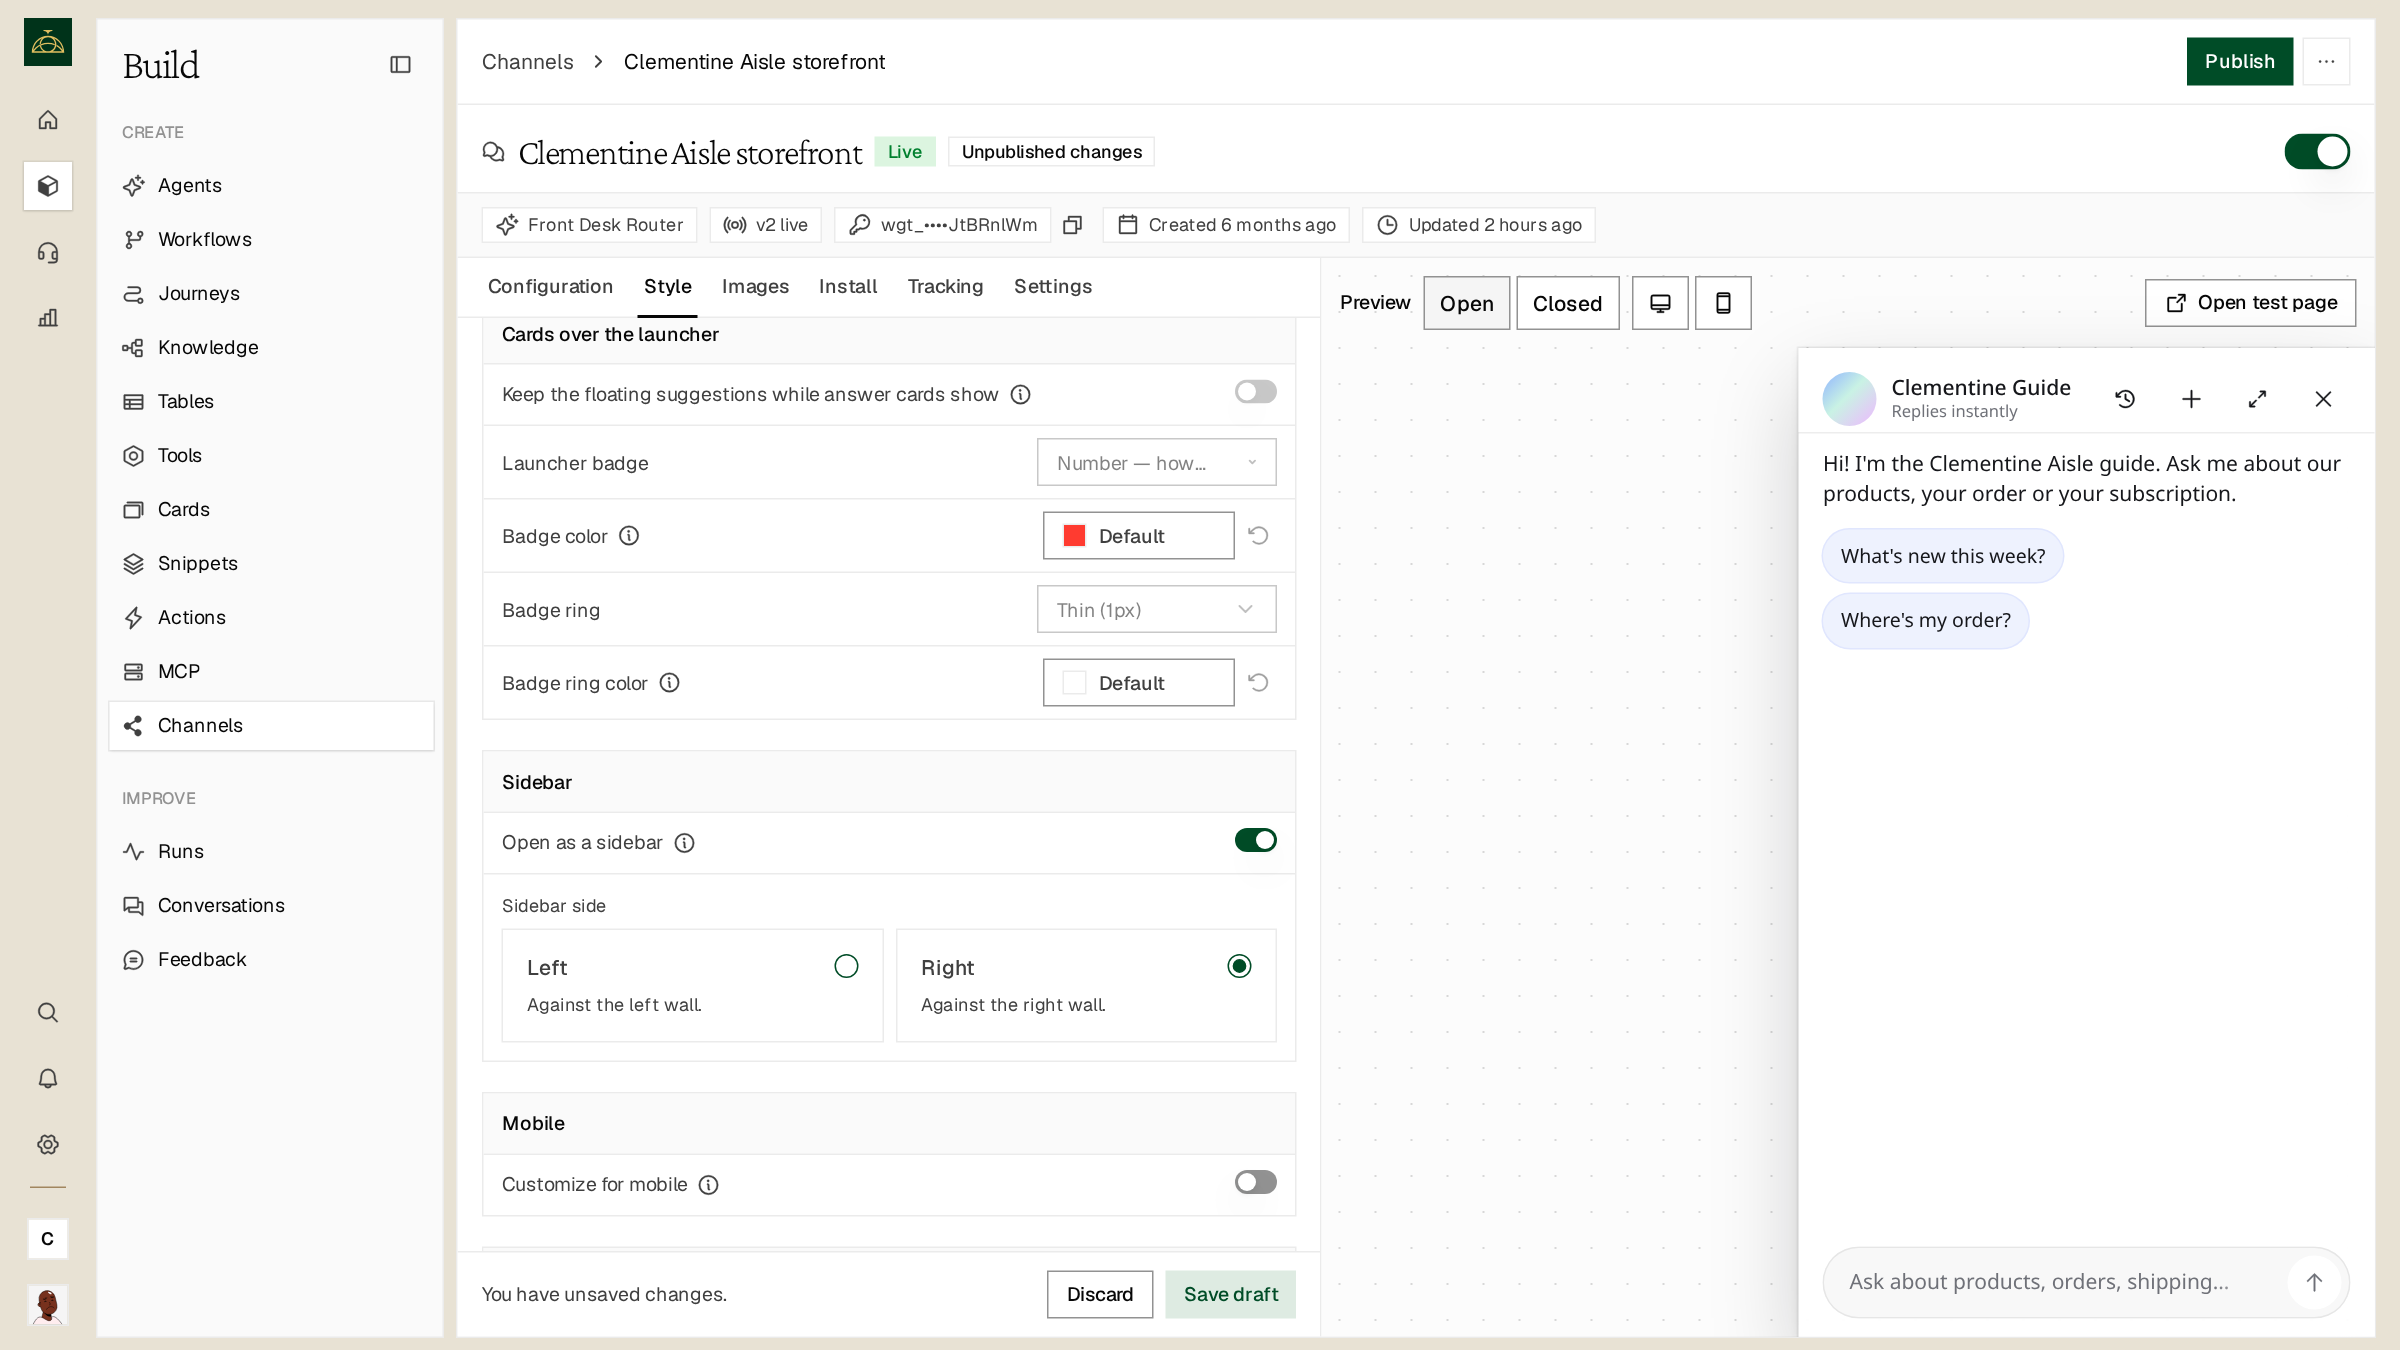 Build
CREATE
Agents
Workflows
Journeys
Knowledge
Tables
Tools
Cards
Snippets
Actions
MCP
Channels
IMPROVE
Runs
Conversations
Feedback
C
Channels > Clementine Aisle storefront
Publish
Clementine Aisle storefront
Live
Unpublished changes
Front Desk Router
v2 live
wgt_••••JtBRnlWm
Created 6 months ago
Updated 2 hours ago
Configuration
Style
Images
Install
Tracking
Settings
Cards over the launcher
Keep the floating suggestions while answer cards show
Launcher badge
Number — how...
Badge color
Default
Badge ring
Thin (1px)
Badge ring color
Default
Sidebar
Open as a sidebar
Sidebar side
Left
Against the left wall.
Right
Against the right wall.
Mobile
Customize for mobile
You have unsaved changes.
Discard
Save draft
Preview
Open
Closed
Open test page
Clementine Guide
Replies instantly
Hi! I'm the Clementine Aisle guide. Ask me about our
products, your order or your subscription.
What's new this week?
Where's my order?
Ask about products, orders, shipping...